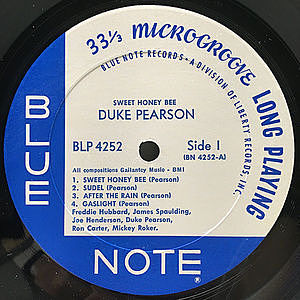 33 1/3 MICROGROOVE LONG PLAYING
BLUE NOTE RECORDS • A DIVISION OF LIBERTY RECORDS, INC.
SWEET HONEY BEE
DUKE PEARSON
BLP 4252
Side 1
(BN 4252-A)
All compositions Gailantcy Music - BMI
1. SWEET HONEY BEE (Pearson)
2. SUDEL (Pearson)
3. AFTER THE RAIN (Pearson)
4. GASLIGHT (Pearson)
Freddie Hubbard, James Spaulding,
Joe Henderson, Duke Pearson,
Ron Carter, Mickey Roker.
BLUE
NOTE ®